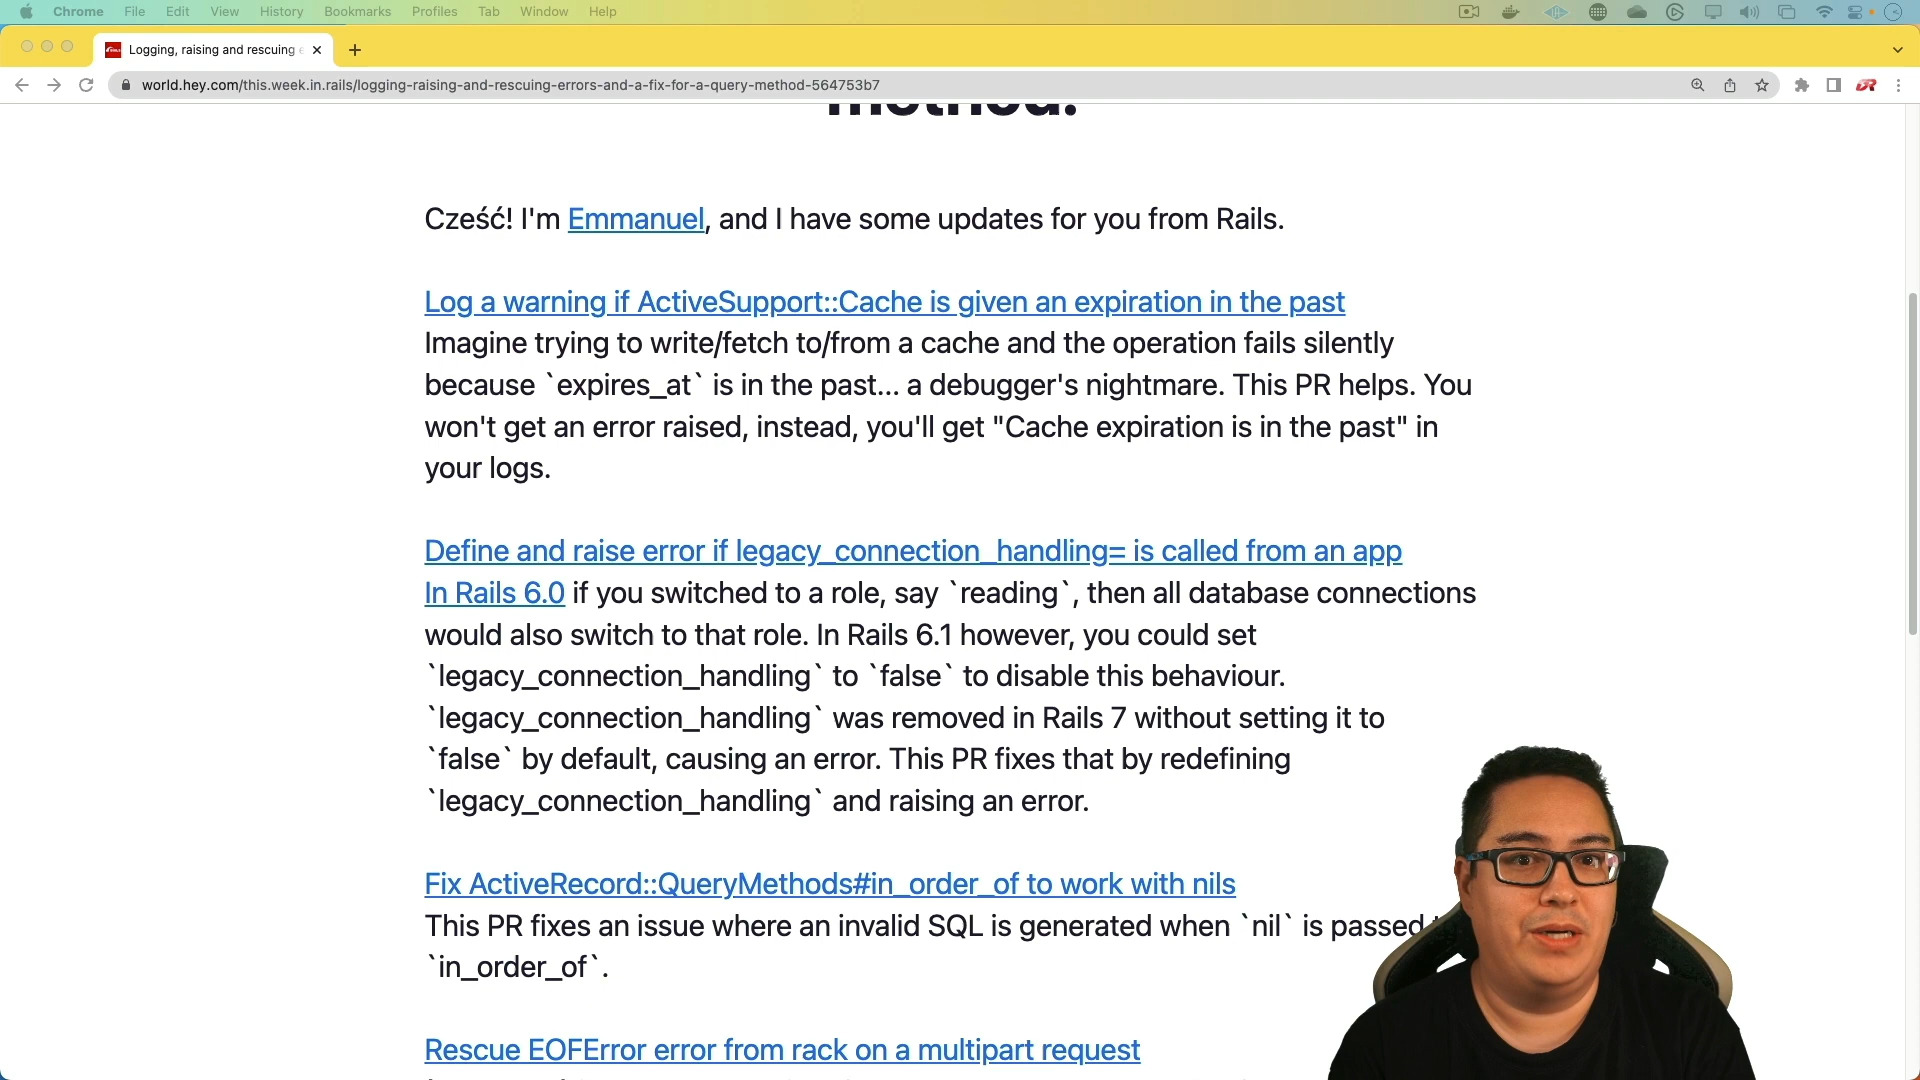 Chrome File Edit View History Bookmarks Profiles Tab Window Help
Logging, raising and rescuing
world.hey.com/this.week.in.rails/logging-raising-and-rescuing-errors-and-a-fix-for-a-query-method-564753b7
method.
Cześć! I'm Emmanuel, and I have some updates for you from Rails.
Log a warning if ActiveSupport::Cache is given an expiration in the past
Imagine trying to write/fetch to/from a cache and the operation fails silently
because `expires_at` is in the past... a debugger's nightmare. This PR helps. You
won't get an error raised, instead, you'll get "Cache expiration is in the past" in
your logs.
Define and raise error if legacy_connection_handling= is called from an app
In Rails 6.0 if you switched to a role, say `reading`, then all database connections
would also switch to that role. In Rails 6.1 however, you could set
`legacy_connection_handling` to `false` to disable this behaviour.
`legacy_connection_handling` was removed in Rails 7 without setting it to
`false` by default, causing an error. This PR fixes that by redefining
`legacy_connection_handling` and raising an error.
Fix ActiveRecord::QueryMethods#in_order_of to work with nils
This PR fixes an issue where an invalid SQL is generated when `nil` is passed
`in_order_of`.
Rescue EOFError error from rack on a multipart request